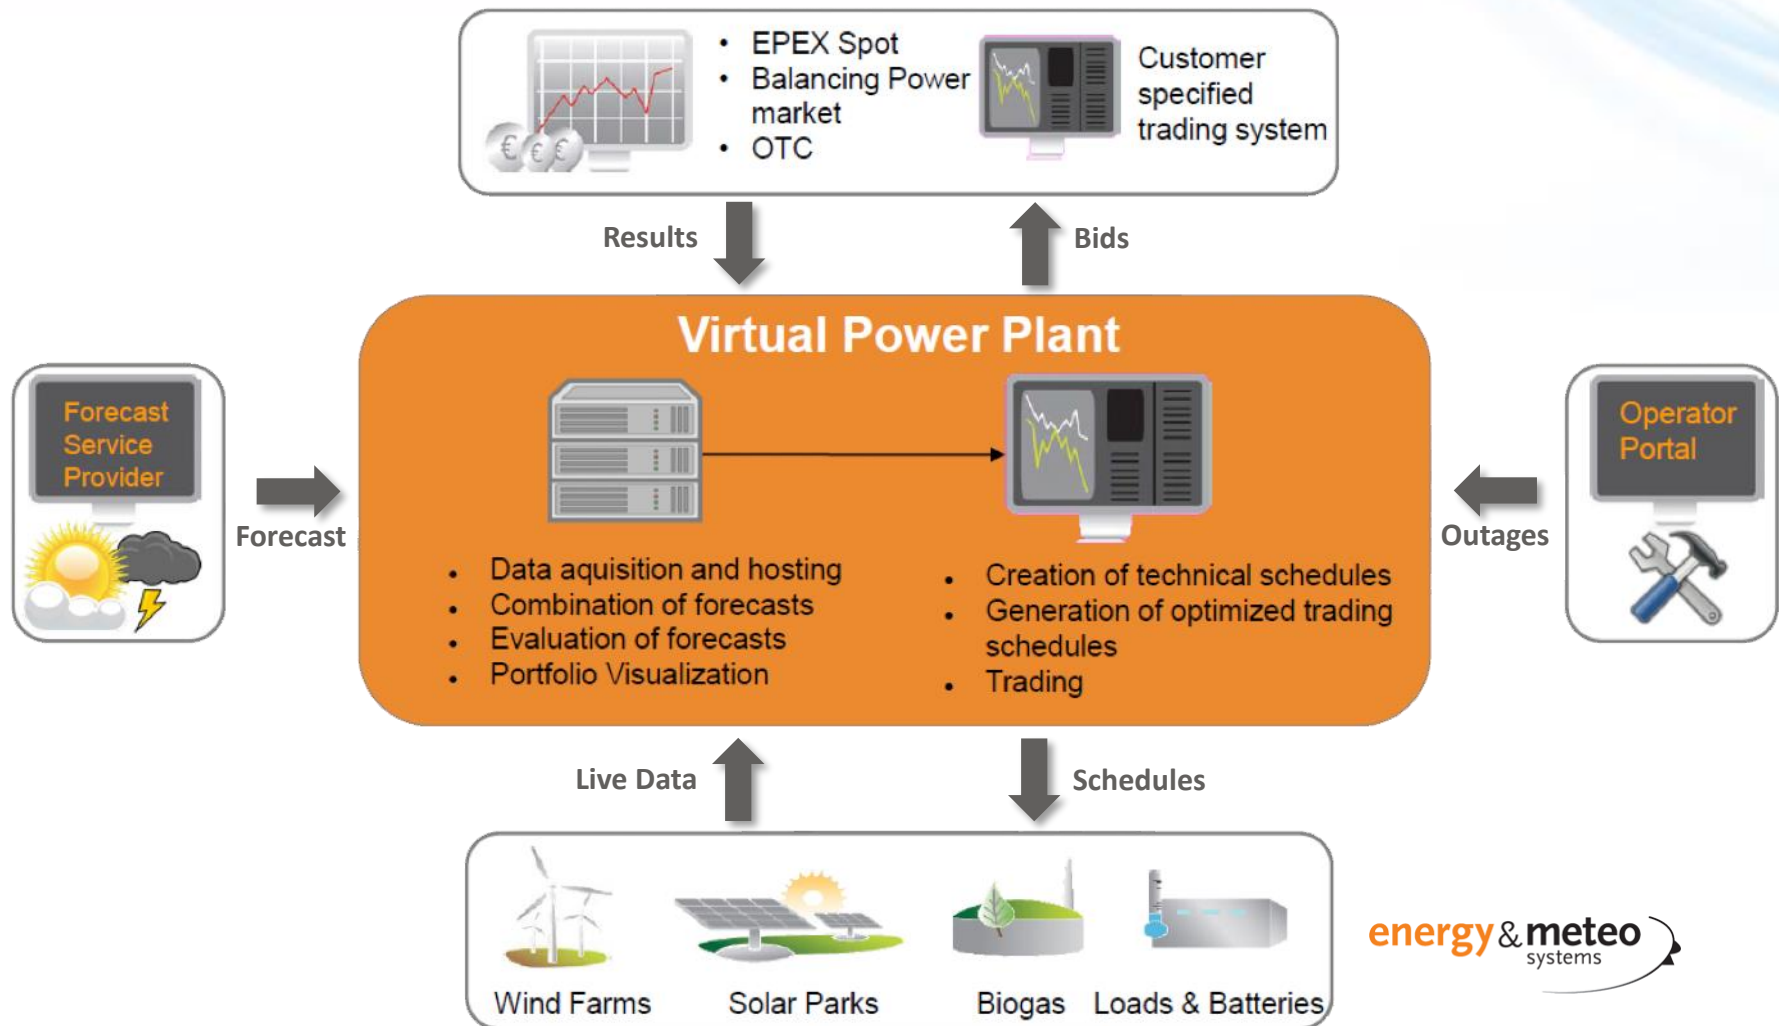 • EPEX Spot
• Balancing Power
market
• OTC
Customer
specified
trading system
Results
Bids
Virtual Power Plant
Forecast
Service
Provider
Forecast
Operator
Portal
Outages
• Data aquisition and hosting
• Combination of forecasts
• Evaluation of forecasts
• Portfolio Visualization
• Creation of technical schedules
• Generation of optimized trading
schedules
• Trading
Live Data
Schedules
Wind Farms
Solar Parks
Biogas
Loads & Batteries
energy & meteo
systems
€ € €